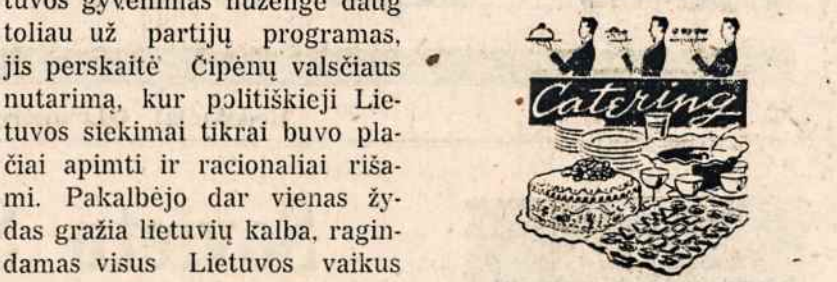 tuvos gyvenimas nužengė daug
toliau už partijų programas,
jis perskaitė Čipėnų valsčiaus
nutarimą, kur pɔlitiškieji Lie-
tuvos siekimai tikrai buvo pla-
čiai apimti ir racionaliai riša-
mi. Pakalbėjo dar vienas žy-
das gražia lietuvių kalba, ragin-
damas visus Lietuvos vaikus
Catering